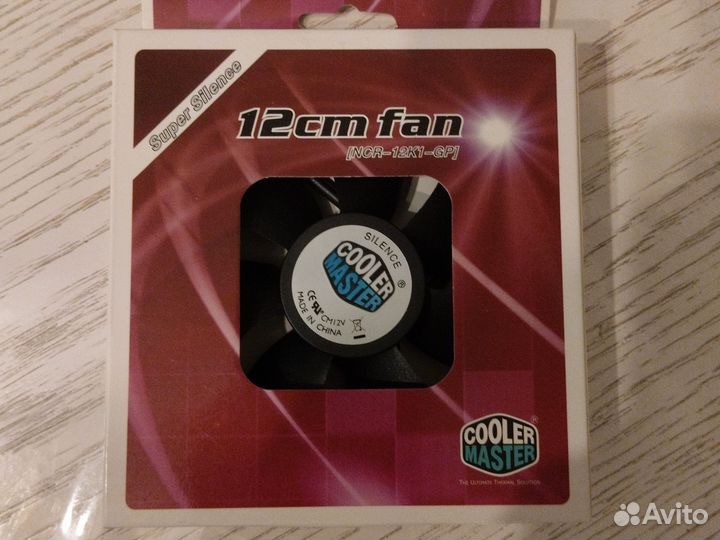 Super Silence
12cm fan
[NCR-12K1-GP]
SILENCE
COOLER
MASTER
®
CE
CM12V
MADE IN CHINA
COOLER
MASTER
®
THE ULTIMATE THERMAL SOLUTION
Avito